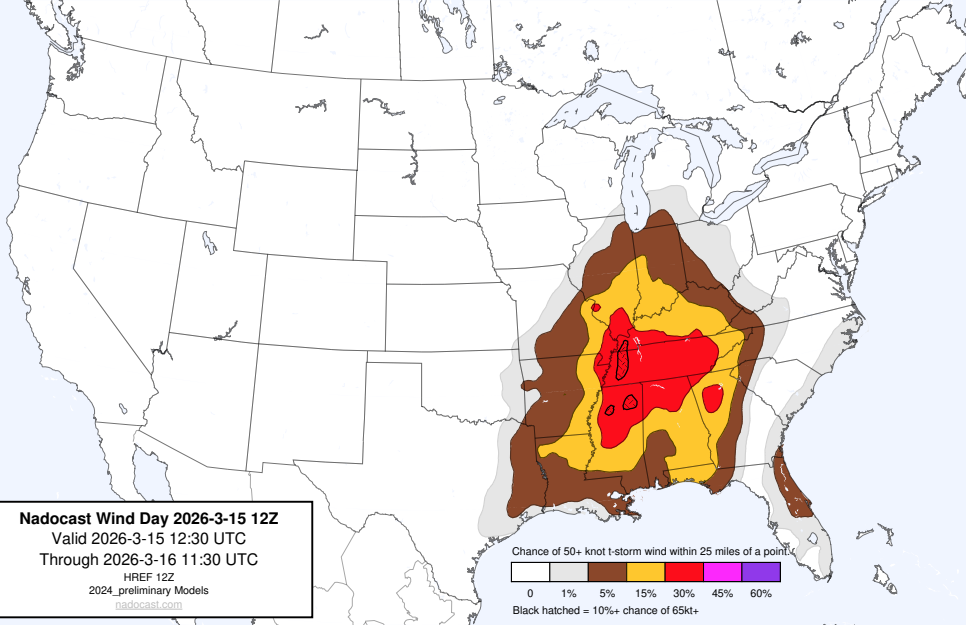 Nadocast Wind Day 2026-3-15 12Z
Valid 2026-3-15 12:30 UTC
Through 2026-3-16 11:30 UTC
HREF 12Z
2024_preliminary Models
nadocast.com
Chance of 50+ knot t-storm wind within 25 miles of a point.
0 1% 5% 15% 30% 45% 60%
Black hatched = 10%+ chance of 65kt+